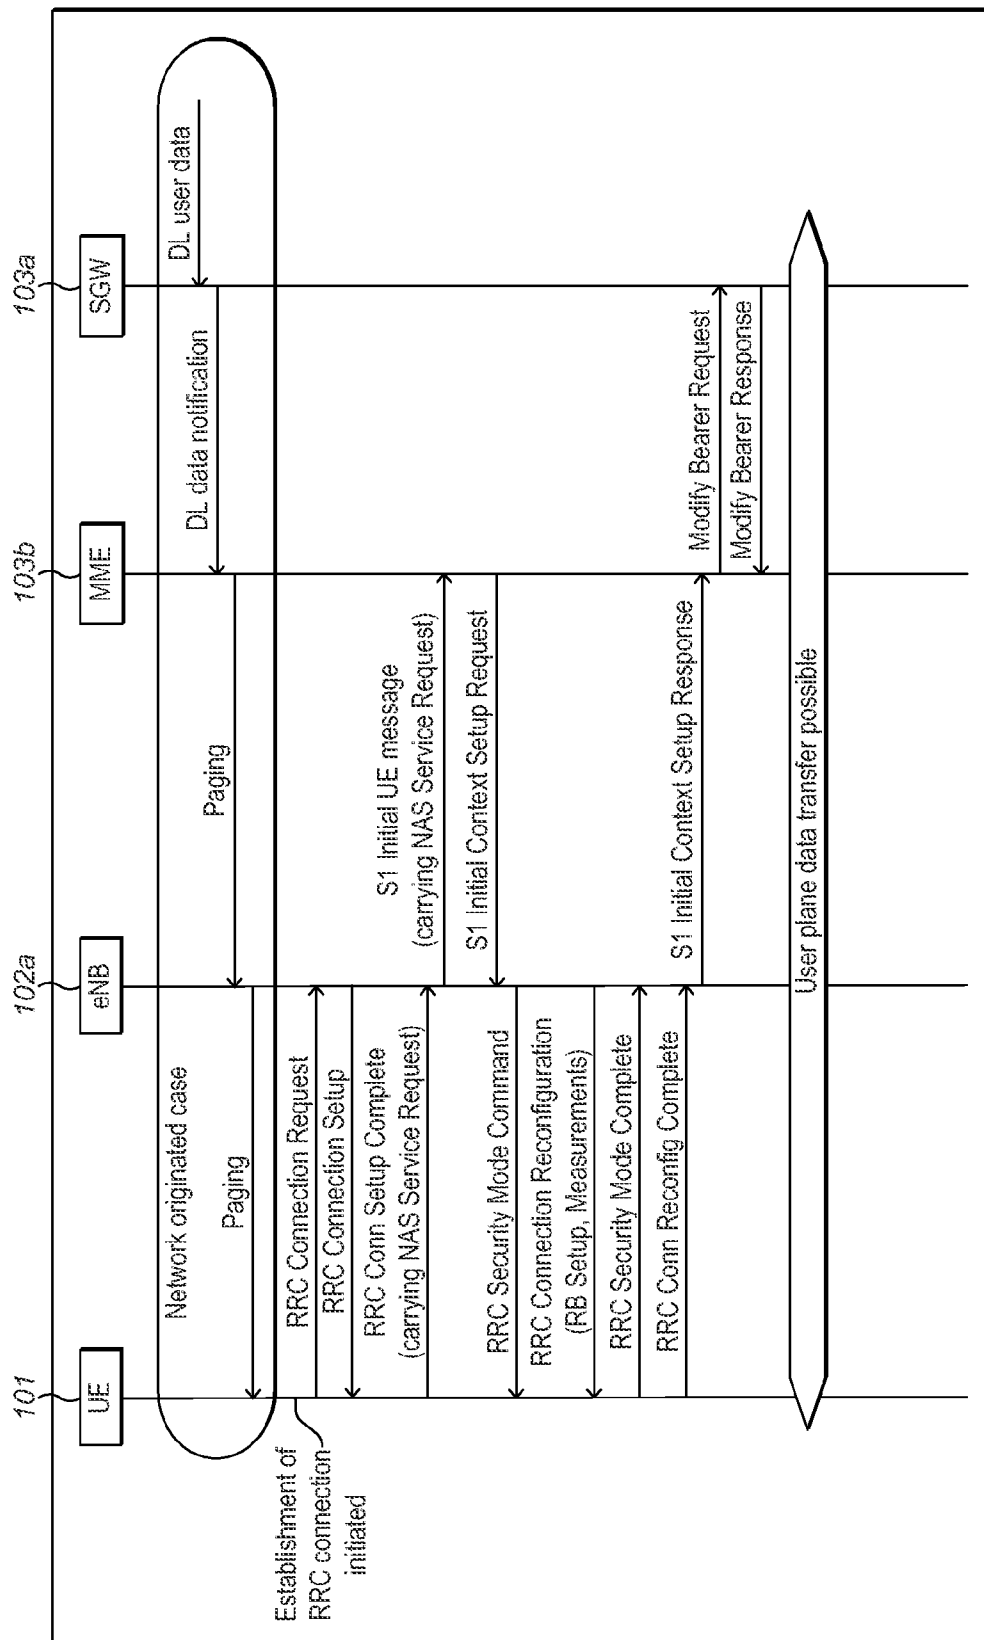 101
102a
103b
103a
UE
eNB
MME
SGW
Network originated case
DL user data
DL data notification
Paging
Paging
Establishment of
RRC connection
initiated
RRC Connection Request
RRC Connection Setup
RRC Conn Setup Complete
(carrying NAS Service Request)
S1 Initial UE message
(carrying NAS Service Request)
S1 Initial Context Setup Request
RRC Security Mode Command
RRC Connection Reconfiguration
(RB Setup, Measurements)
RRC Security Mode Complete
RRC Conn Reconfig Complete
S1 Initial Context Setup Response
Modify Bearer Request
Modify Bearer Response
User plane data transfer possible